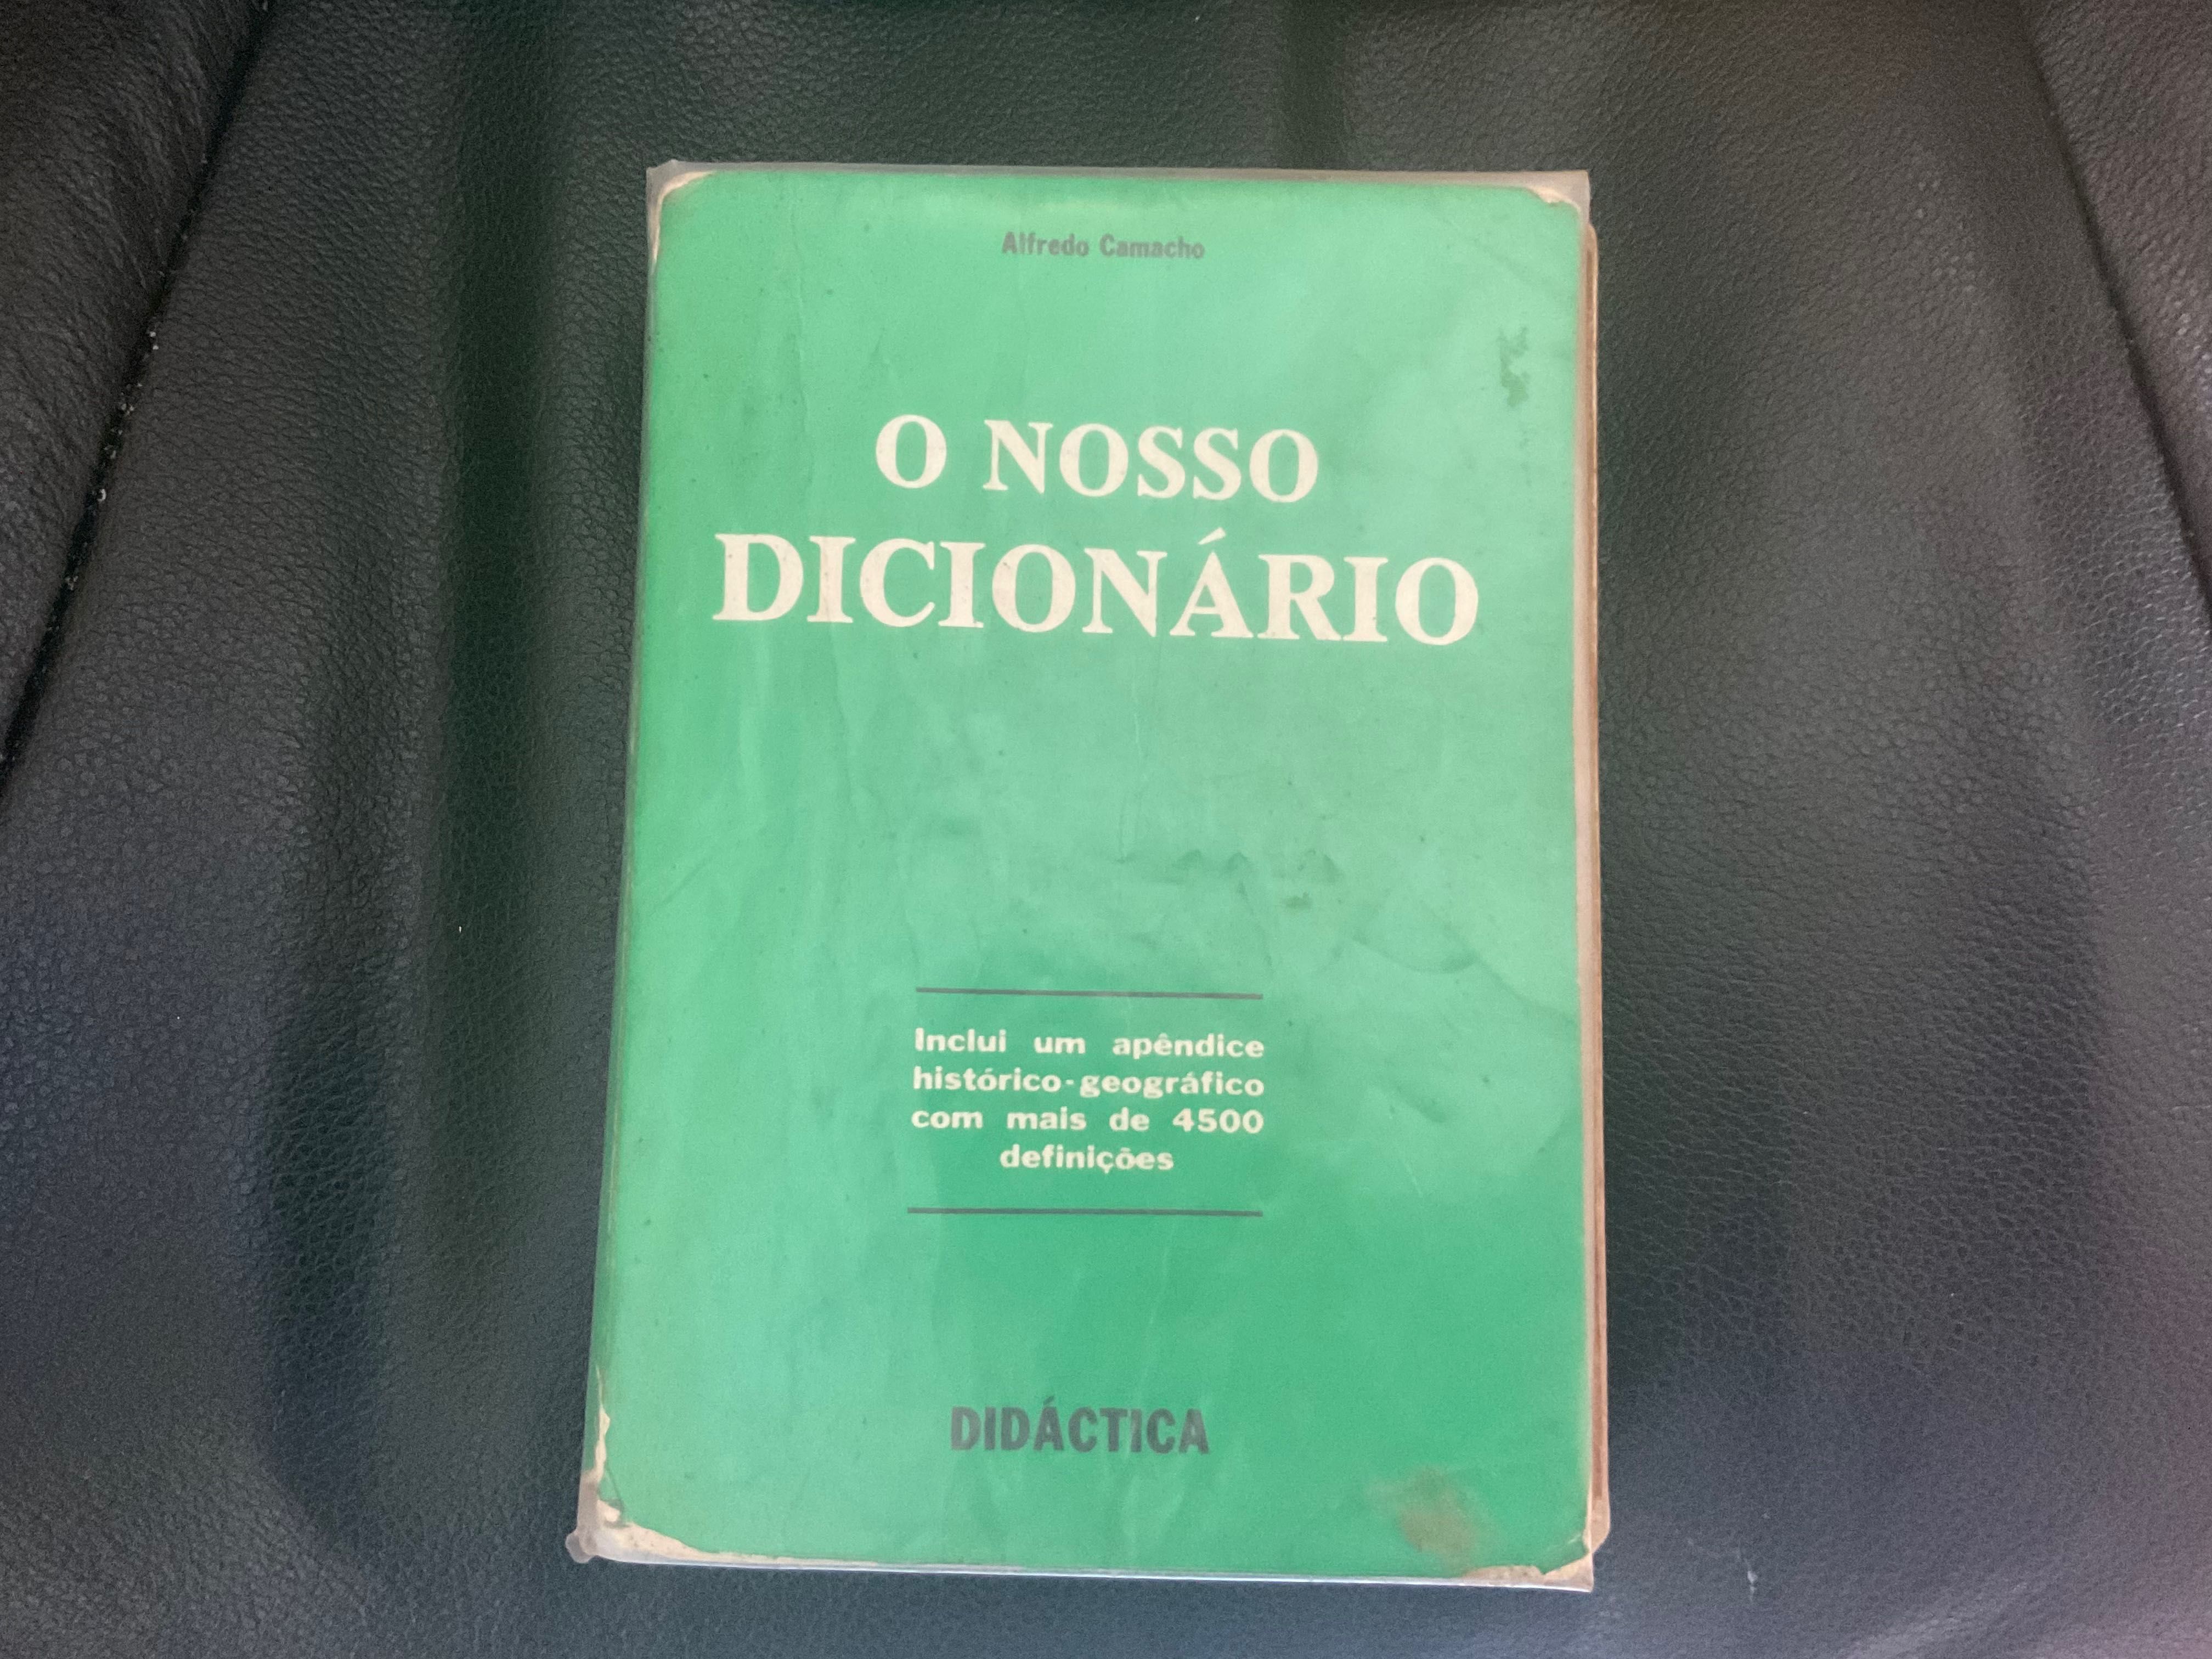 Alfredo Camacho
O NOSSO
DICIONÁRIO
Inclui um apêndice
histórico-geográfico
com mais de 4500
definições
DIDÁCTICA